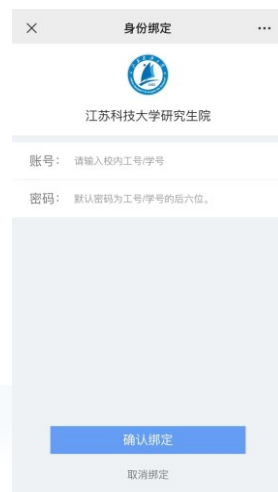 身份绑定
江苏科技大学研究生院
账号： 请输入校内工号/学号
密码： 默认密码为工号/学号的后六位。
确认绑定
取消绑定